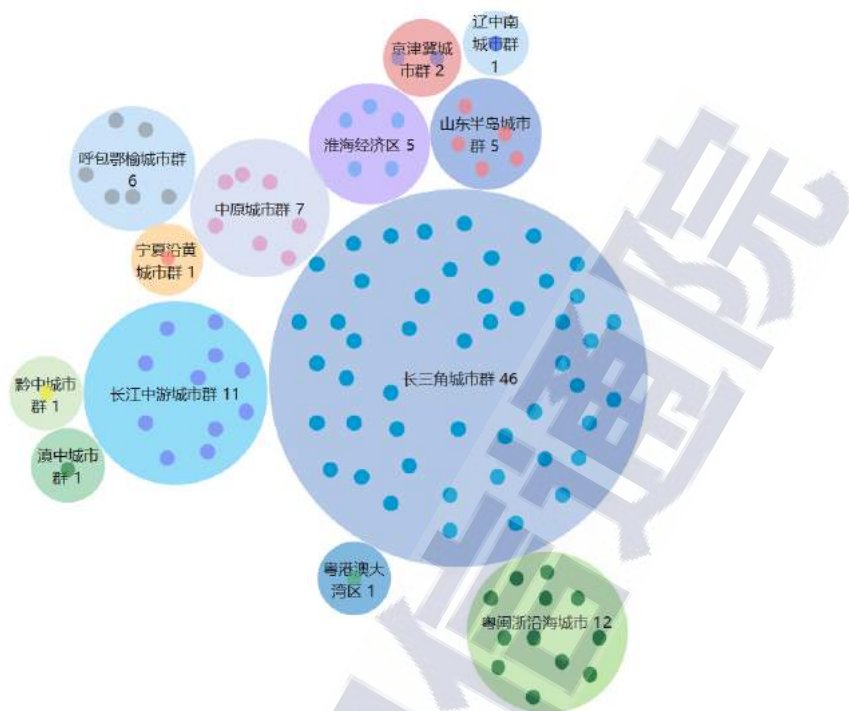 辽中南
城市群
1
京津冀城
市群 2
山东半岛城市
群 5
淮海经济区 5
呼包鄂榆城市群
6
中原城市群 7
宁夏沿黄
城市群 1
长三角城市群 46
黔中城市
群 1
长江中游城市群 11
滇中城市
群 1
粤港澳大
湾区 1
粤闽浙沿海城市 12
信通院